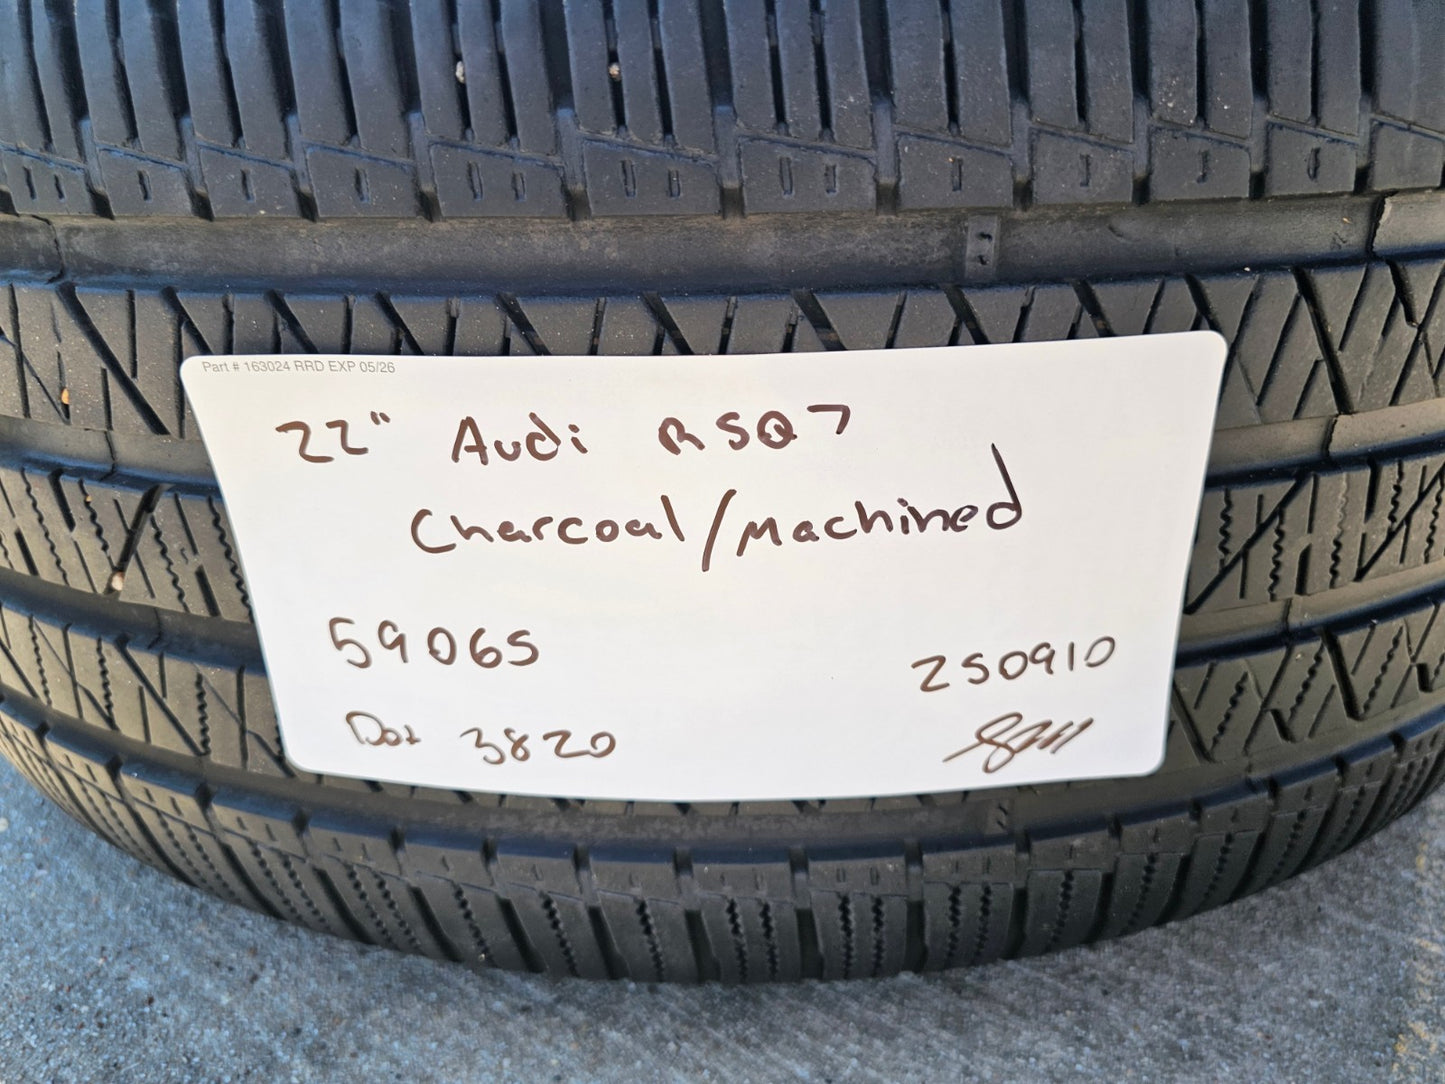 Part # 163024 RRD EXP 05/26
22" Audi RSQ7
Charcoal/Machined
59065
250910
Dot 3820